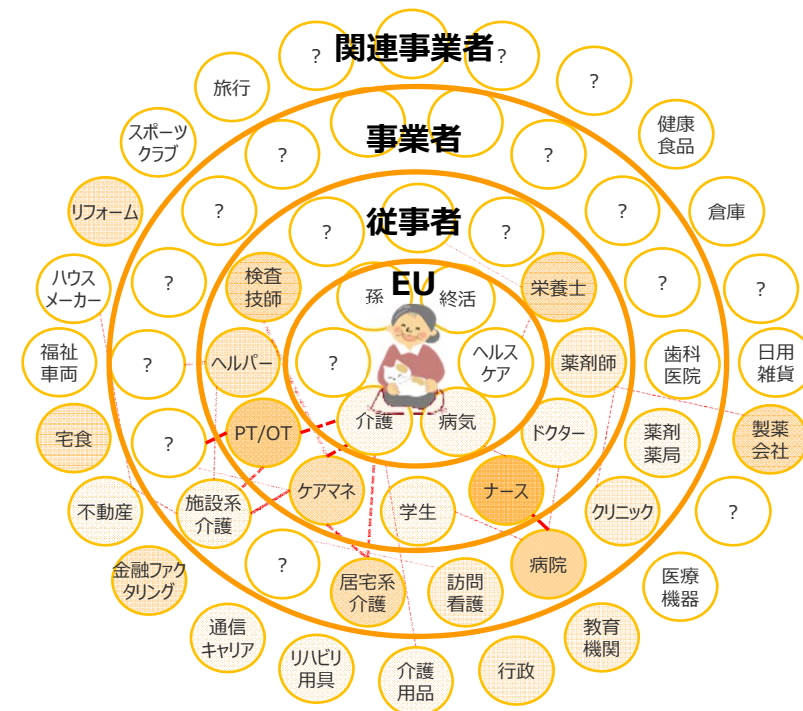 関連事業者
?
?
?
旅行
スポーツ
クラブ
リフォーム
ハウス
メーカー
福祉
車両
宅食
不動産
金融ファク
タリング
通信
キャリア
リハビリ
用具
介護
用品
行政
教育
機関
医療
機器
?
製薬
会社
日用
雑貨
?
倉庫
健康
食品
事業者
?
?
?
?
?
施設系
介護
?
居宅系
介護
訪問
看護
病院
クリニック
薬剤
薬局
歯科
医院
?
?
?
従事者
?
?
検査
技師
ヘルパー
PT/OT
ケアマネ
学生
ナース
ドクター
薬剤師
栄養士
EU
孫
終活
?
ヘルス
ケア
介護
病気